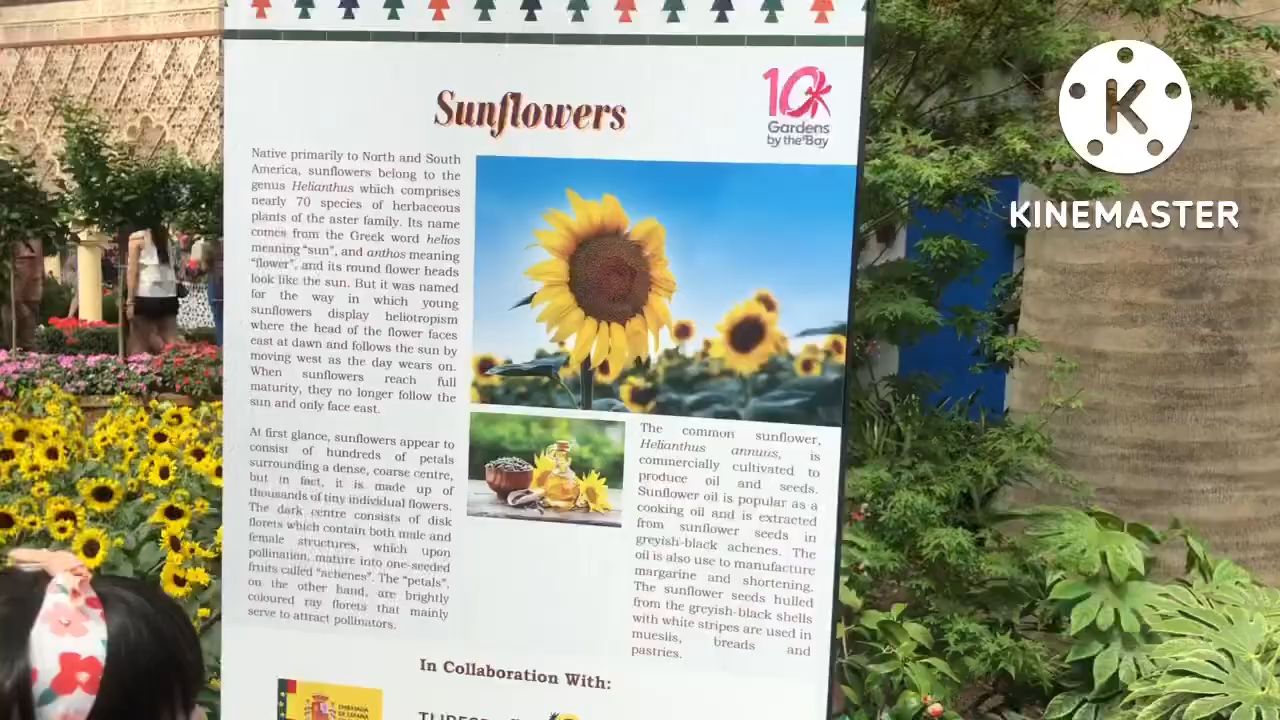 Sunflowers
10
Gardens
by the Bay
K
KINEMASTER
Native primarily to North and South
America, sunflowers belong to the
genus Helianthus which comprises
nearly 70 species of herbaceous
plants of the aster family. Its name
comes from the Greek word helios
meaning "sun", and anthos meaning
"flower", and its round flower heads
look like the sun. But it was named
for the way in which young
sunflowers display heliotropism
where the head of the flower faces
east at dawn and follows the sun by
moving west as the day wears on.
When sunflowers reach full
maturity, they no longer follow the
sun and only face east.
At first glance, sunflowers appear to
consist of hundreds of petals
surrounding a dense, coarse centre,
but in fact, it is made up of
thousands of tiny individual flowers.
The dark centre consists of disk
florets which contain both male and
female structures, which upon
pollination, mature into one-seeded
fruits called "achenes". The "petals",
on the other hand, are brightly
coloured ray florets that mainly
serve to attract pollinators.
The common sunflower,
Helianthus annuus, is
commercially cultivated to
produce oil and seeds.
Sunflower oil is popular as a
cooking oil and is extracted
from sunflower seeds in
greyish-black achenes. The
oil is also use to manufacture
margarine and shortening.
The sunflower seeds hulled
from the greyish-black shells
with white stripes are used in
mueslis, breads and
pastries.
In Collaboration With:
EMBAJADA
DE ESPAÑA